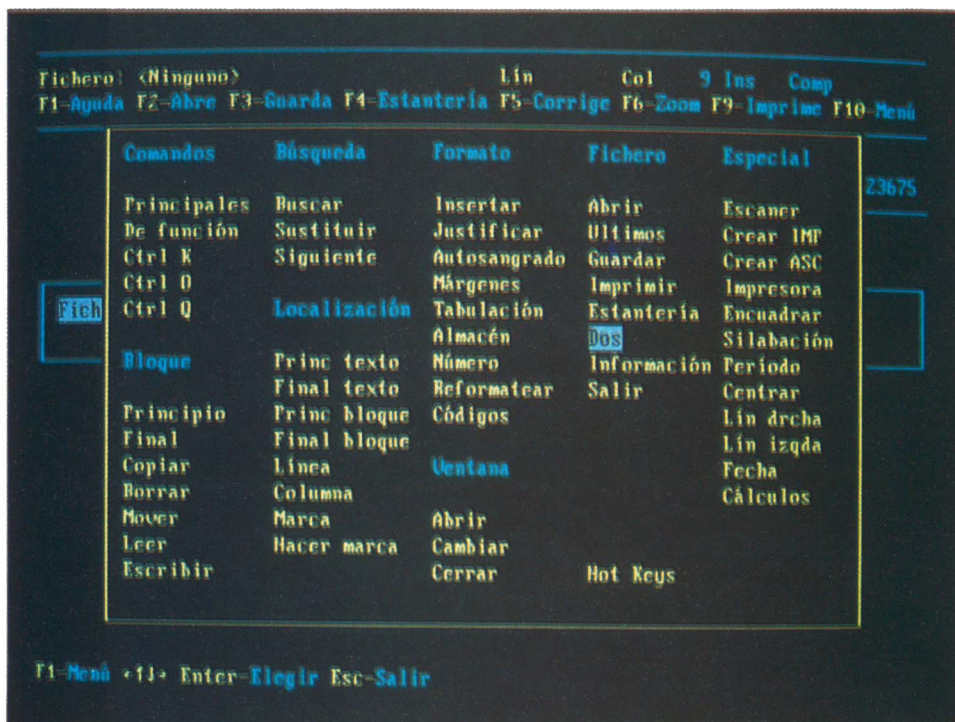 Fichero: <Ninguno> Lín Col 9 Ins Comp
F1-Ayuda F2-Abre F3-Guarda F4-Estantería F5-Corrige F6-Zoom F9-Imprime F10-Menú
Comandos Búsqueda Formato Fichero Especial
23675
Principales Buscar Insertar Abrir Escaner
De función Sustituir Justificar Ultimos Crear IMP
Ctrl K Siguiente Autosangrado Guardar Crear ASC
Ctrl O Márgenes Imprimir Impresora
Fich Ctrl Q Localización Tabulación Estantería Encuadrar
Almacén Dos Silabación
Bloque Princ texto Número Información Período
Final texto Reformatear Salir Centrar
Principio Princ bloque Códigos Lín drcha
Final Final bloque Lín izqda
Copiar Línea Ventana Fecha
Borrar Columna Cálculos
Mover Marca Abrir
Leer Hacer marca Cambiar
Escribir Cerrar Hot Keys
F1-Menú Enter-Elegir Esc-Salir